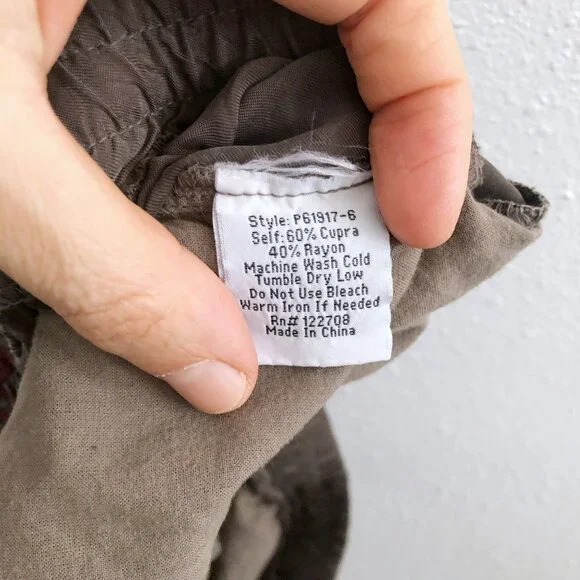 Style: P61917-6
Self: 60% Cupra
40% Rayon
Machine Wash Cold
Tumble Dry Low
Do Not Use Bleach
Warm Iron If Needed
Rn# 122708
Made In China